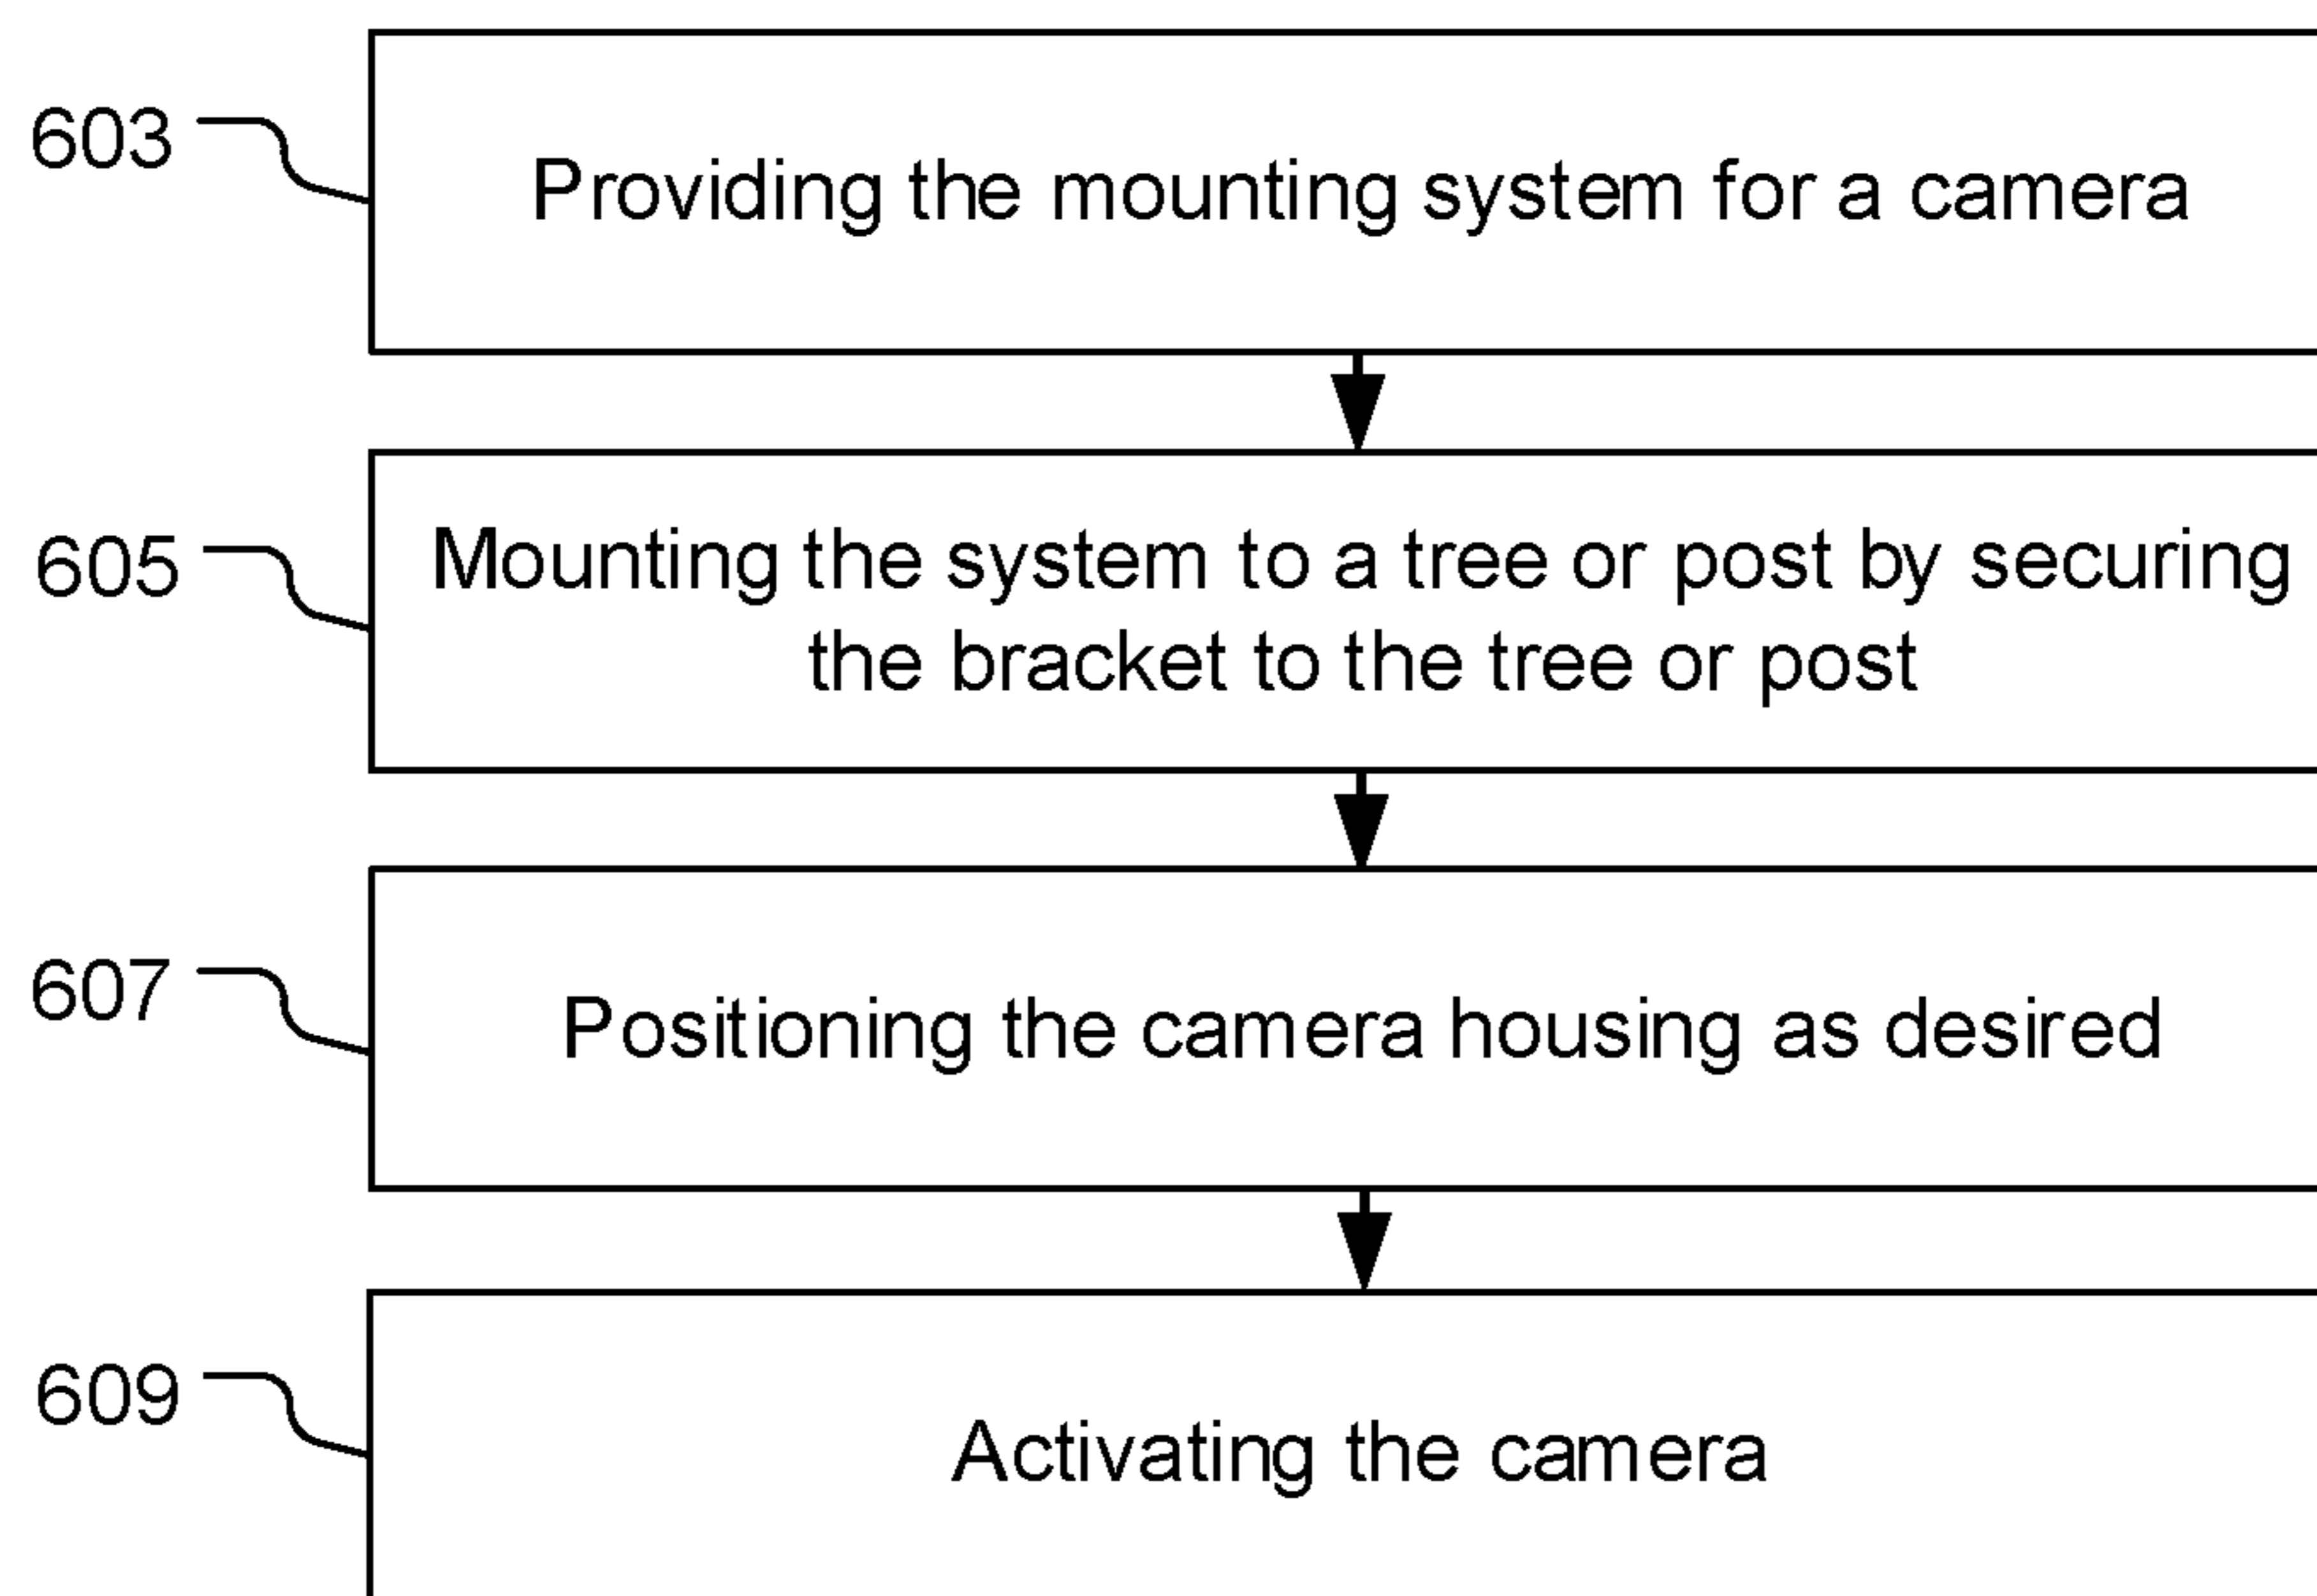 603
Providing the mounting system for a camera
605
Mounting the system to a tree or post by securing
the bracket to the tree or post
607
Positioning the camera housing as desired
609
Activating the camera